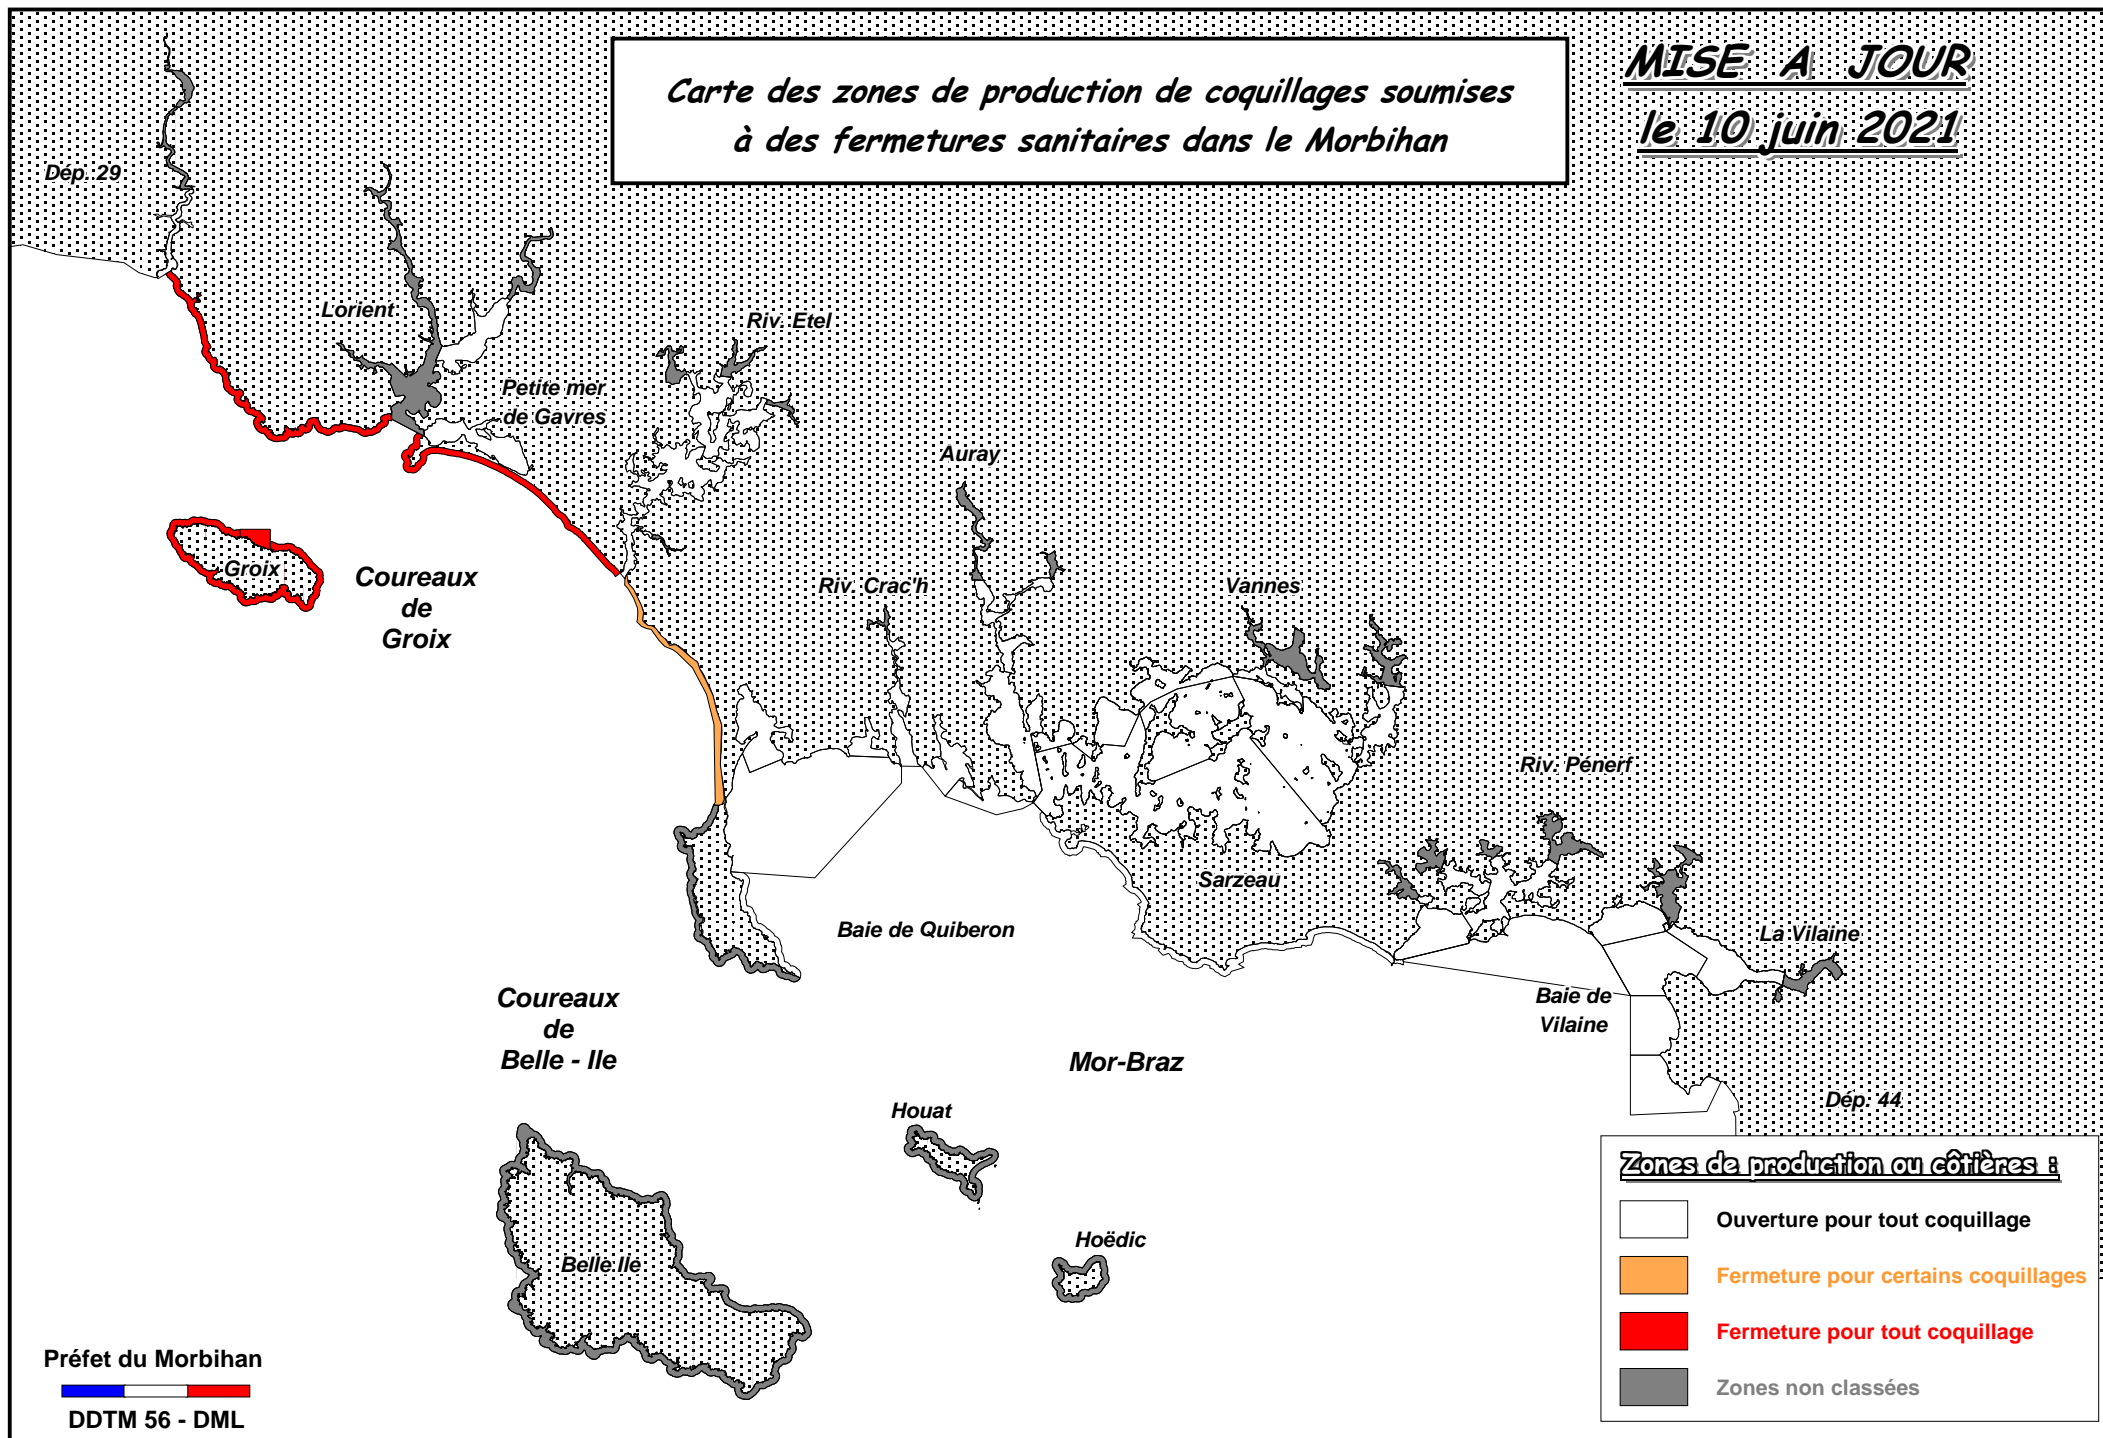 Carte des zones de production de coquillages soumises
à des fermetures sanitaires dans le Morbihan
MISE A JOUR
le 10 juin 2021
Dép. 29
Lorient
Riv. Etel
Petite mer
de Gavres
Auray
Groix
Coureaux
de
Groix
Riv. Crac'h
Vannes
Riv. Pénerf
Sarzeau
Baie de Quiberon
La Vilaine
Coureaux
de
Belle - Ile
Baie de
Vilaine
Mor-Braz
Dép. 44
Houat
Hoëdic
Belle Ile
Zones de production ou côtières :
Ouverture pour tout coquillage
Fermeture pour certains coquillages
Fermeture pour tout coquillage
Zones non classées
Préfet du Morbihan
DDTM 56 - DML